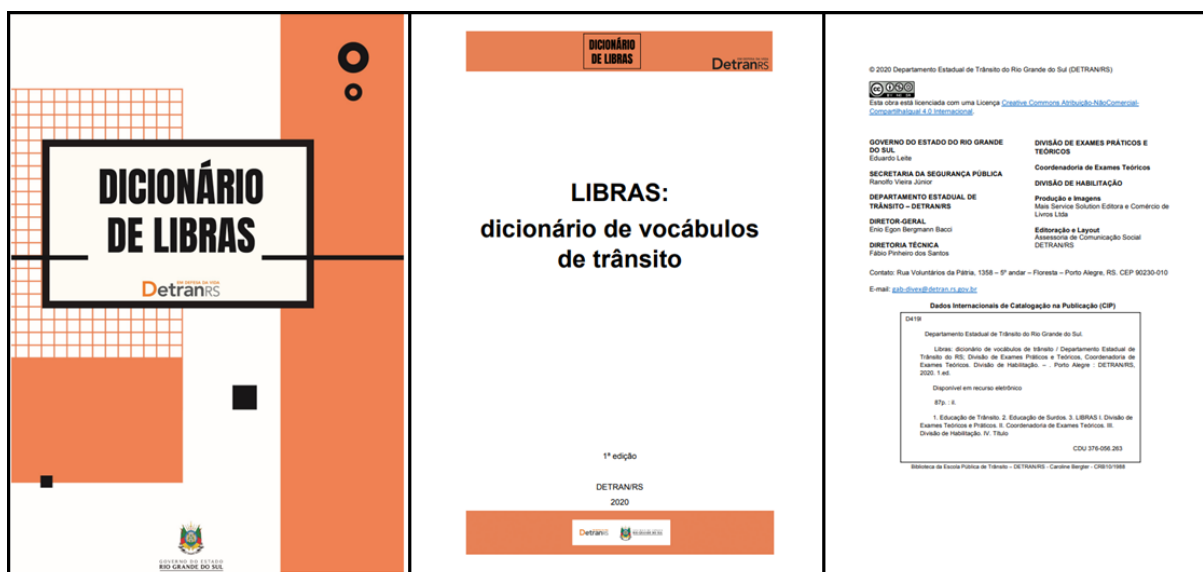 DICIONÁRIO
DE LIBRAS
EM DEFESA DA VIDA
DetranRS
GOVERNO DO ESTADO
RIO GRANDE DO SUL
DICIONÁRIO
DE LIBRAS
EM DEFESA DA VIDA
DetranRS
LIBRAS:
dicionário de vocábulos
de trânsito
1ª edição
DETRAN/RS
2020
DetranRS
© 2020 Departamento Estadual de Trânsito do Rio Grande do Sul (DETRAN/RS)
Esta obra está licenciada com uma Licença Creative Commons Atribuição-NãoComercial-
CompartilhaIgual 4.0 Internacional.
GOVERNO DO ESTADO DO RIO GRANDE
DO SUL
Eduardo Leite
SECRETARIA DA SEGURANÇA PÚBLICA
Ranolfo Vieira Júnior
DEPARTAMENTO ESTADUAL DE
TRÂNSITO – DETRAN/RS
DIRETOR-GERAL
Enio Egon Bergmann Bacci
DIRETORIA TÉCNICA
Fábio Pinheiro dos Santos
DIVISÃO DE EXAMES PRÁTICOS E
TEÓRICOS
Coordenadoria de Exames Teóricos
DIVISÃO DE HABILITAÇÃO
Produção e Imagens
Mais Service Solution Editora e Comércio de
Livros Ltda
Editoração e Layout
Assessoria de Comunicação Social
DETRAN/RS
Contato: Rua Voluntários da Pátria, 1358 – 5º andar – Floresta – Porto Alegre, RS. CEP 90230-010
E-mail: gab-divex@detran.rs.gov.br
Dados Internacionais de Catalogação na Publicação (CIP)
D419l
Departamento Estadual de Trânsito do Rio Grande do Sul.
Libras: dicionário de vocábulos de trânsito / Departamento Estadual de
Trânsito do RS; Divisão de Exames Práticos e Teóricos, Coordenadoria de
Exames Teóricos. Divisão de Habilitação. – . Porto Alegre : DETRAN/RS,
2020. 1.ed.
Disponível em recurso eletrônico
87p. : il.
1. Educação de Trânsito. 2. Educação de Surdos. 3. LIBRAS I. Divisão de
Exames Teóricos e Práticos. II. Coordenadoria de Exames Teóricos. III.
Divisão de Habilitação. IV. Título
CDU 376-056.263
Biblioteca da Escola Pública de Trânsito – DETRAN/RS - Caroline Bergter - CRB10/1988